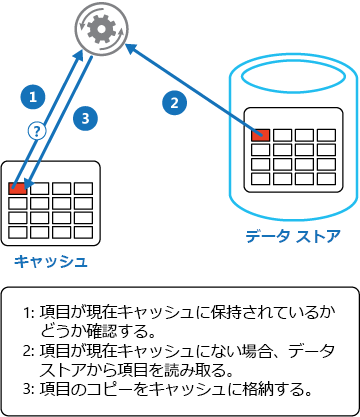 1
?
3
2
キャッシュ
データ ストア
1: 項目が現在キャッシュに保持されているか
どうか確認する。
2: 項目が現在キャッシュにない場合、データ
ストアから項目を読み取る。
3: 項目のコピーをキャッシュに格納する。